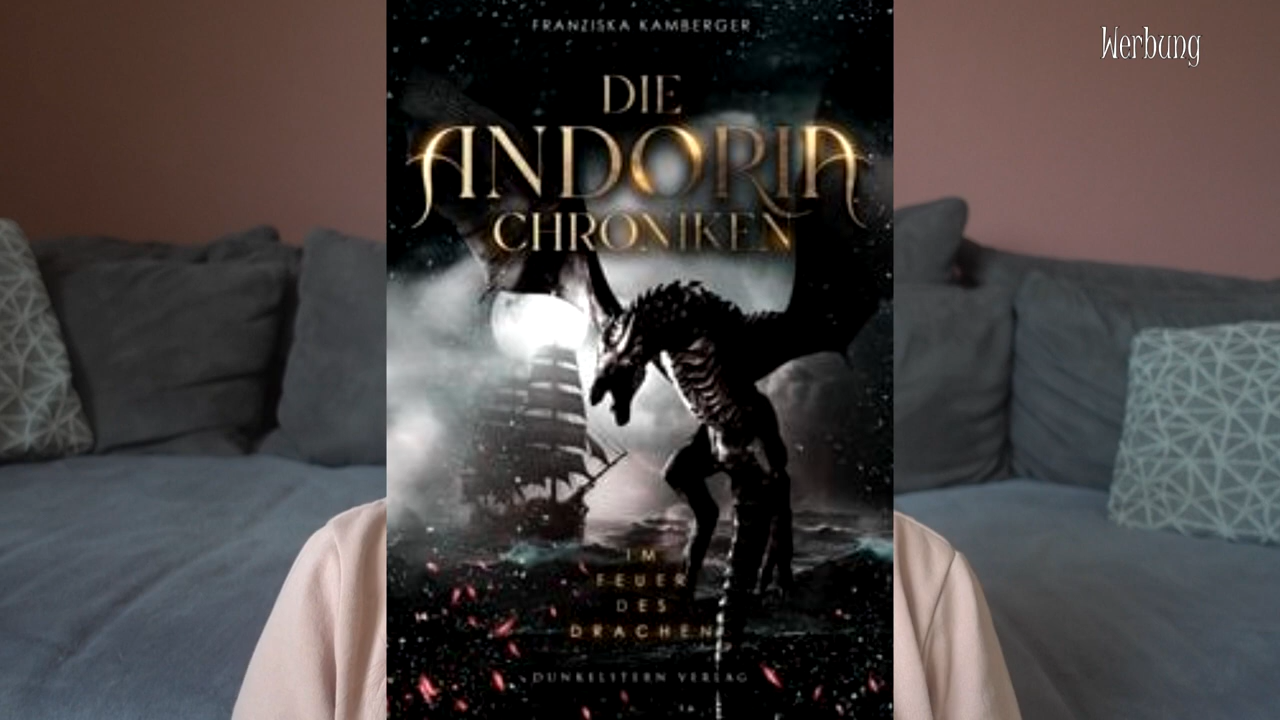 FRANZISKA KAMBERGER
Werbung
DIE
ANDORIA
CHRONIKEN
IM
FEUER
DES
DRACHEN
DUNKELSTERN VERLAG